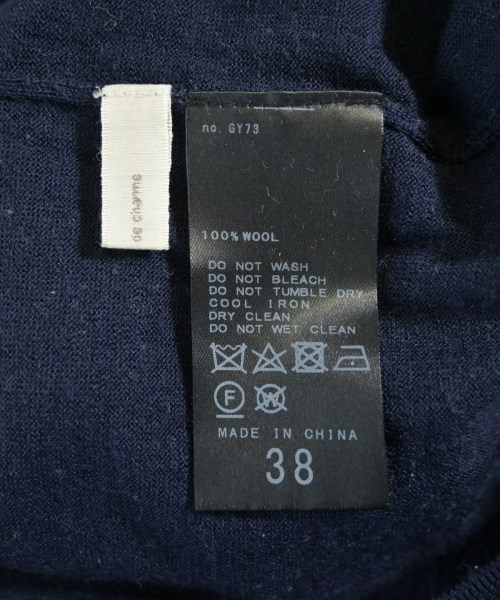 de charme
no. GY73
100% WOOL
DO NOT WASH
DO NOT BLEACH
DO NOT TUMBLE DRY
COOL IRON
DRY CLEAN
DO NOT WET CLEAN
F W
MADE IN CHINA
38